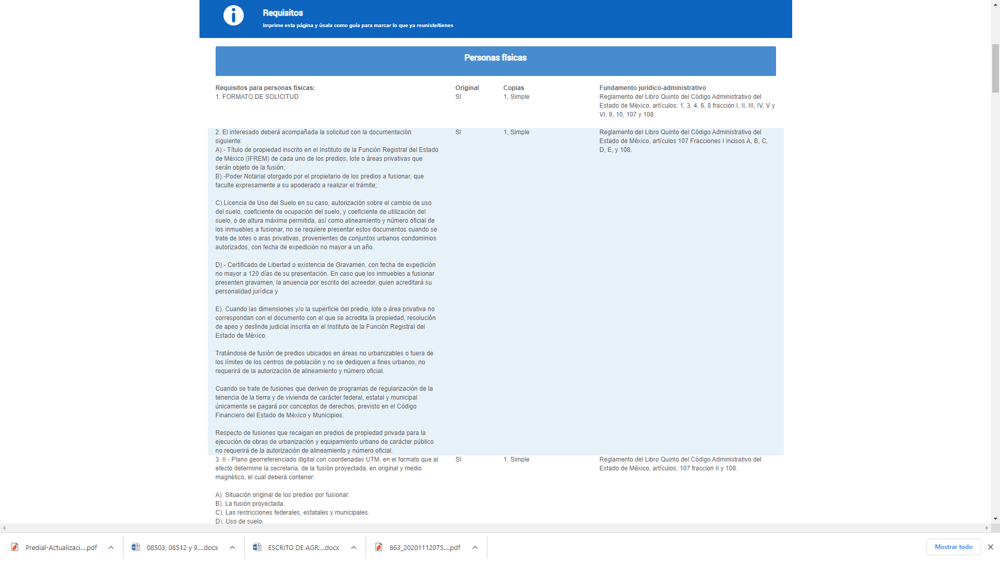 Requisitos
Imprime esta página y úsala como guía para marcar lo que ya reuniste/tienes
Personas físicas
Requisitos para personas físicas: Original Copias Fundamento jurídico-administrativo
1. FORMATO DE SOLICITUD SI 1, Simple Reglamento del Libro Quinto del Código Administrativo del
Estado de México, artículos; 1, 3, 4, 6, 8 fracción I, II, III, IV, V y
VI, 9, 10, 107 y 108.
2. El interesado deberá acompañada la solicitud con la documentación SI 1, Simple Reglamento del Libro Quinto del Código Administrativo del
siguiente: Estado de México, artículos 107 Fracciones I incisos A, B, C,
A).- Título de propiedad inscrito en el Instituto de la Función Registral del Estado D, E, y 108.
de México (IFREM) de cada uno de los predios, lote o áreas privativas que
serán objeto de la fusión;
B).-Poder Notarial otorgado por el propietario de los predios a fusionar, que
faculte expresamente a su apoderado a realizar el trámite;
C) Licencia de Uso del Suelo en su caso, autorización sobre el cambio de uso
del suelo, coeficiente de ocupación del suelo, y coeficiente de utilización del
suelo, o de altura máxima permitida, así como alineamiento y número oficial de
los inmuebles a fusionar, no se requiere presentar estos documentos cuando se
trate de lotes o aras privativas, provenientes de conjuntos urbanos condominios
autorizados, con fecha de expedición no mayor a un año.
D).- Certificado de Libertad o existencia de Gravamen, con fecha de expedición
no mayor a 120 días de su presentación. En caso que los inmuebles a fusionar
presenten gravamen, la anuencia por escrito del acreedor, quien acreditará su
personalidad jurídica y
E). Cuando las dimensiones y/o la superficie del predio, lote o área privativa no
correspondan con el documento con el que se acredita la propiedad, resolución
de apeo y deslinde judicial inscrita en el Instituto de la Función Registral del
Estado de México.
Tratándose de fusión de predios ubicados en áreas no urbanizables o fuera de
los límites de los centros de población y no se dediquen a fines urbanos, no
requerirá de la autorización de alineamiento y número oficial.
Cuando se trate de fusiones que deriven de programas de regularización de la
tenencia de la tierra y de vivienda de carácter federal, estatal y municipal
únicamente se pagará por conceptos de derechos, previsto en el Código
Financiero del Estado de México y Municipios.
Respecto de fusiones que recaigan en predios de propiedad privada para la
ejecución de obras de urbanización y equipamiento urbano de carácter público
no requerirá de la autorización de alineamiento y número oficial.
3. II.- Plano georreferenciado digital con coordenadas UTM, en el formato que al SI 1, Simple Reglamento del Libro Quinto del Código Administrativo del
efecto determine la secretaria, de la fusión proyectada, en original y medio Estado de México, artículos; 107 fraccion II y 108.
magnético, el cual deberá contener:
A). Situación original de los predios por fusionar.
B). La fusión proyectada.
C). Las restricciones federales, estatales y municipales.
D). Uso de suelo.
Predial-Actualizaci....pdf 08503, 08512 y 9....docx ESCRITO DE AGR....docx 863_20201112075....pdf Mostrar todo